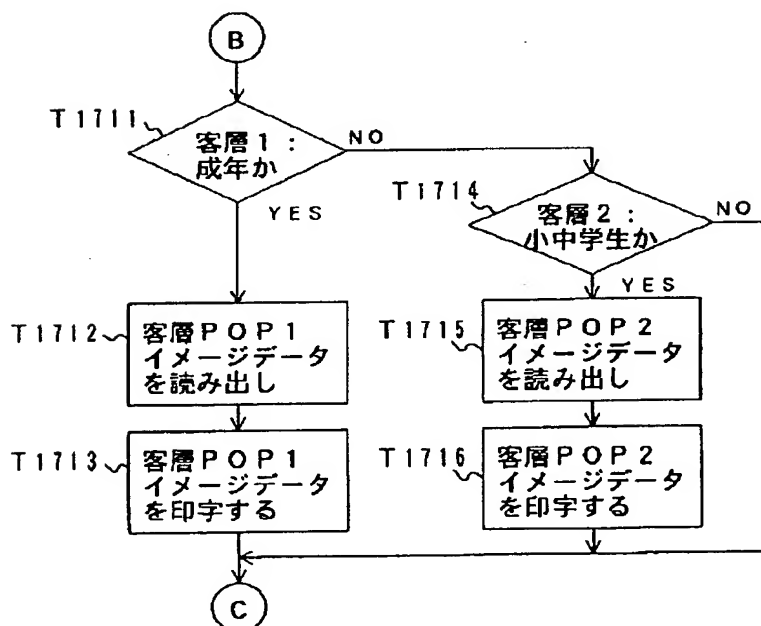 B
T1711
客層1:
成年か
NO
YES
T1714
客層2:
小中学生か
NO
YES
T1712
客層POP1
イメージデータ
を読み出し
T1715
客層POP2
イメージデータ
を読み出し
T1713
客層POP1
イメージデータ
を印字する
T1716
客層POP2
イメージデータ
を印字する
C